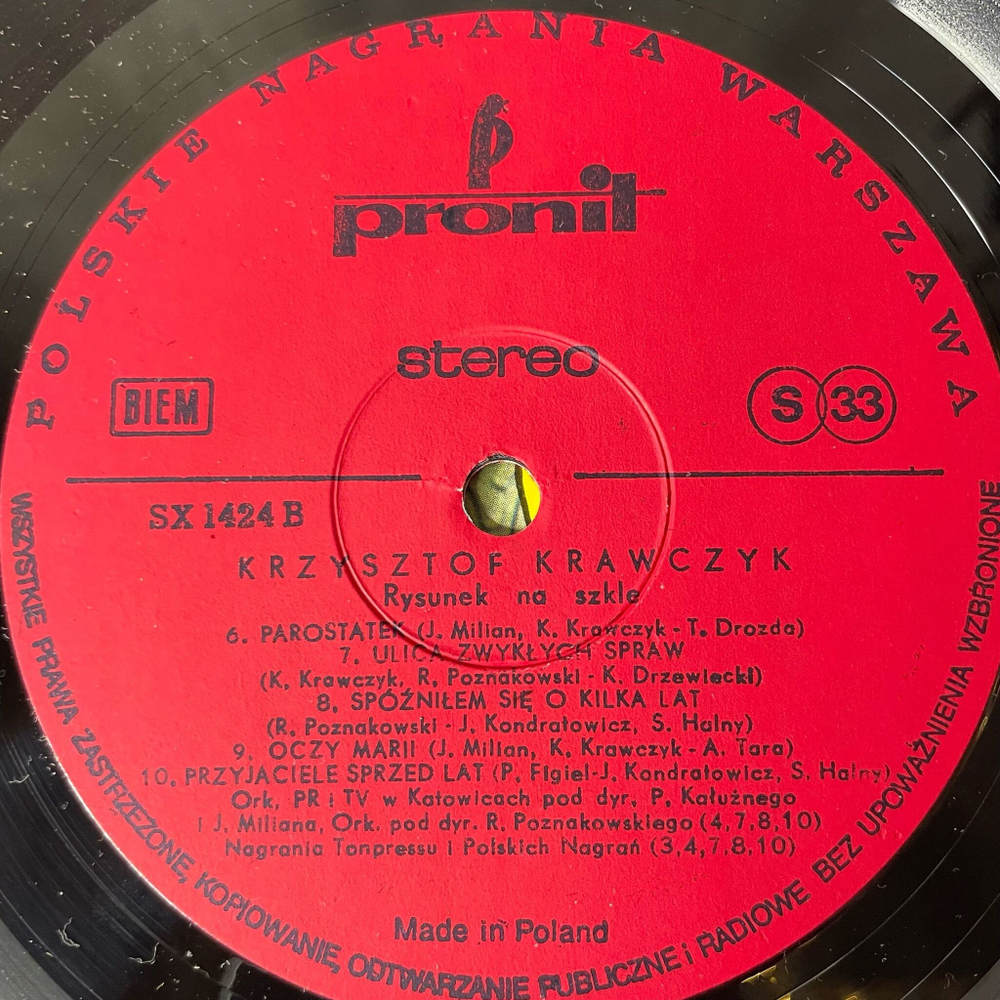 POLSKIE NAGRANIA WARSZAWA
pronit
stereo
BIEM
S 33
SX 1424 B
KRZYSZTOF KRAWCZYK
Rysunek na szkle
6. PAROSTATEK (J. Milian, K. Krawczyk - T. Drozda)
7. ULICA ZWYKŁYCH SPRAW
(K. Krawczyk, R. Poznakowski - K. Drzewiecki)
8. SPÓŹNIŁEM SIĘ O KILKA LAT
(R. Poznakowski - J. Kondratowicz, S. Halny)
9. OCZY MARII (J. Milian, K. Krawczyk - A. Tara)
10. PRZYJACIELE SPRZED LAT (P. Figiel-J. Kondratowicz, S. Halny)
Ork. PR i TV w Katowicach pod dyr. P. Kałużnego
i J. Miliana, Ork. pod dyr. R. Poznakowskiego (4,7,8,10)
Nagrania Tonpressu i Polskich Nagrań (3,4,7,8,10)
Made in Poland
WSZYSTKIE PRAWA ZASTRZEŻONE, KOPIOWANIE, ODTWARZANIE PUBLICZNE i RADIOWE BEZ UPOWAŻNIENIA WZBRONIONE